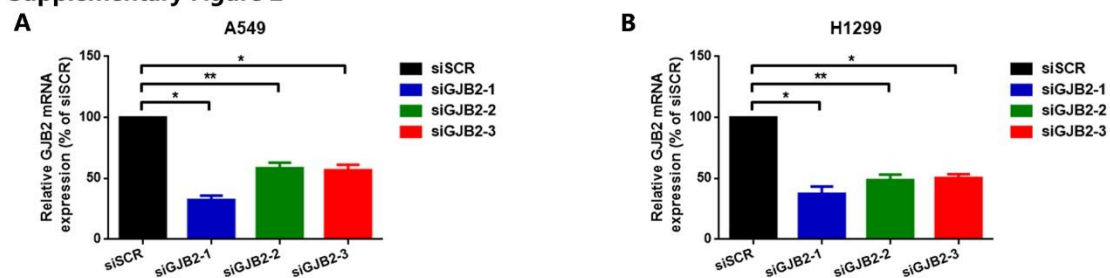 Supplementary Figure 2
A
A549
Relative GJB2 mRNA
expression (% of siSCR)
150
100
50
0
*
**
*
siSCR
siGJB2-1
siGJB2-2
siGJB2-3
siSCR
siGJB2-1
siGJB2-2
siGJB2-3
B
H1299
Relative GJB2 mRNA
expression (% of siSCR)
150
100
50
0
*
**
*
siSCR
siGJB2-1
siGJB2-2
siGJB2-3
siSCR
siGJB2-1
siGJB2-2
siGJB2-3